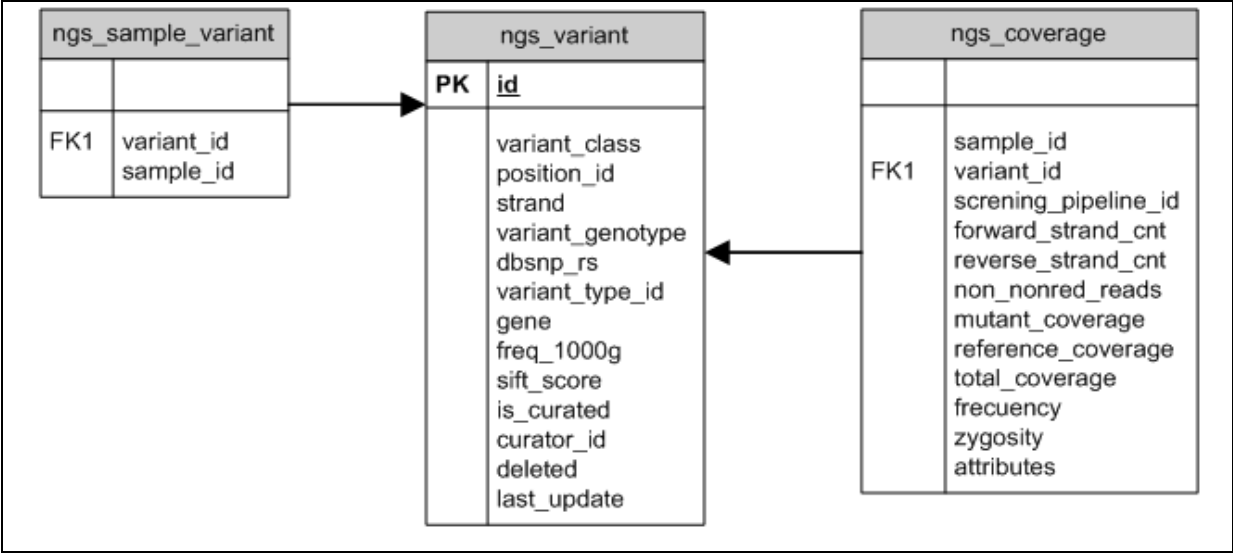 ngs_sample_variant
FK1 variant_id
sample_id
ngs_variant
PK id
variant_class
position_id
strand
variant_genotype
dbsnp_rs
variant_type_id
gene
freq_1000g
sift_score
is_curated
curator_id
deleted
last_update
ngs_coverage
sample_id
FK1 variant_id
screning_pipeline_id
forward_strand_cnt
reverse_strand_cnt
non_nonred_reads
mutant_coverage
reference_coverage
total_coverage
frecuency
zygosity
attributes